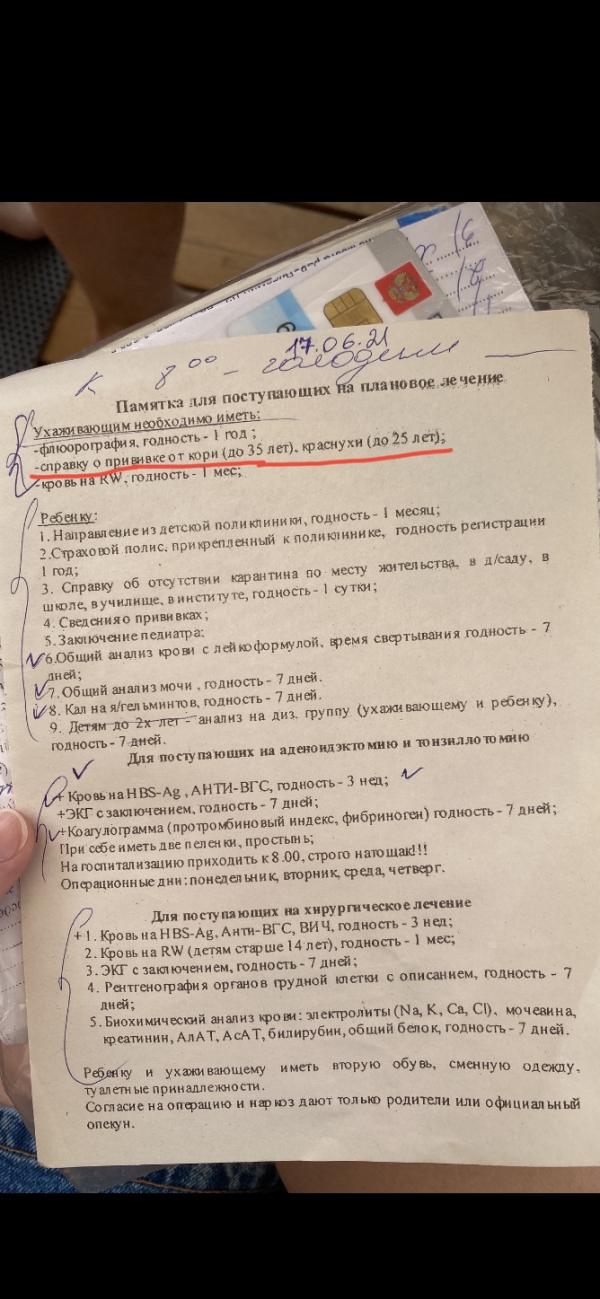 17.06.21
к 8 00 - голодными
Памятка для поступающих на плановое лечение
Ухаживающим необходимо иметь:
-флюорография, годность - 1 год ;
-справку о прививке от кори (до 35 лет), краснухи (до 25 лет);
-кровь на RW, годность - 1 мес;
Ребенку:
1. Направление из детской поликлиники, годность - 1 месяц;
2.Страховой полис, прикрепленный к поликлинике, годность регистрации
1 год;
3. Справку об отсутствии карантина по месту жительства, в д/саду, в
школе, в училище, в институте, годность - 1 сутки;
4. Сведения о прививках;
5. Заключение педиатра;
6.Общий анализ крови с лейкоформулой, время свертывания годность - 7
дней;
7. Общий анализ мочи , годность - 7 дней.
8. Кал на я/гельминтов, годность - 7 дней.
9. Детям до 2х лет - анализ на диз. группу (ухаживающему и ребенку),
годность - 7 дней.
Для поступающих на аденоидэктомию и тонзиллотомию
+Кровь на HBS-Ag , АНТИ-ВГС, годность - 3 нед;
+ЭКГ с заключением, годность - 7 дней;
+Коагулограмма (протромбиновый индекс, фибриноген) годность - 7 дней;
При себе иметь две пеленки, простынь;
На госпитализацию приходить к 8.00, строго натощак!!!
Операционные дни: понедельник, вторник, среда, четверг.
Для поступающих на хирургическое лечение
+1. Кровь на HBS-Ag, Анти-ВГС, ВИЧ, годность - 3 нед;
2. Кровь на RW (детям старше 14 лет), годность - 1 мес;
3. ЭКГ с заключением, годность - 7 дней;
4. Рентгенография органов грудной клетки с описанием, годность - 7
дней;
5. Биохимический анализ крови: электролиты (Na, K, Ca, Cl), мочевина,
креатинин, АлАТ, АсАТ, билирубин, общий белок, годность - 7 дней.
Ребенку и ухаживающему иметь вторую обувь, сменную одежду,
туалетные принадлежности.
Согласие на операцию и наркоз дают только родители или официальный
опекун.